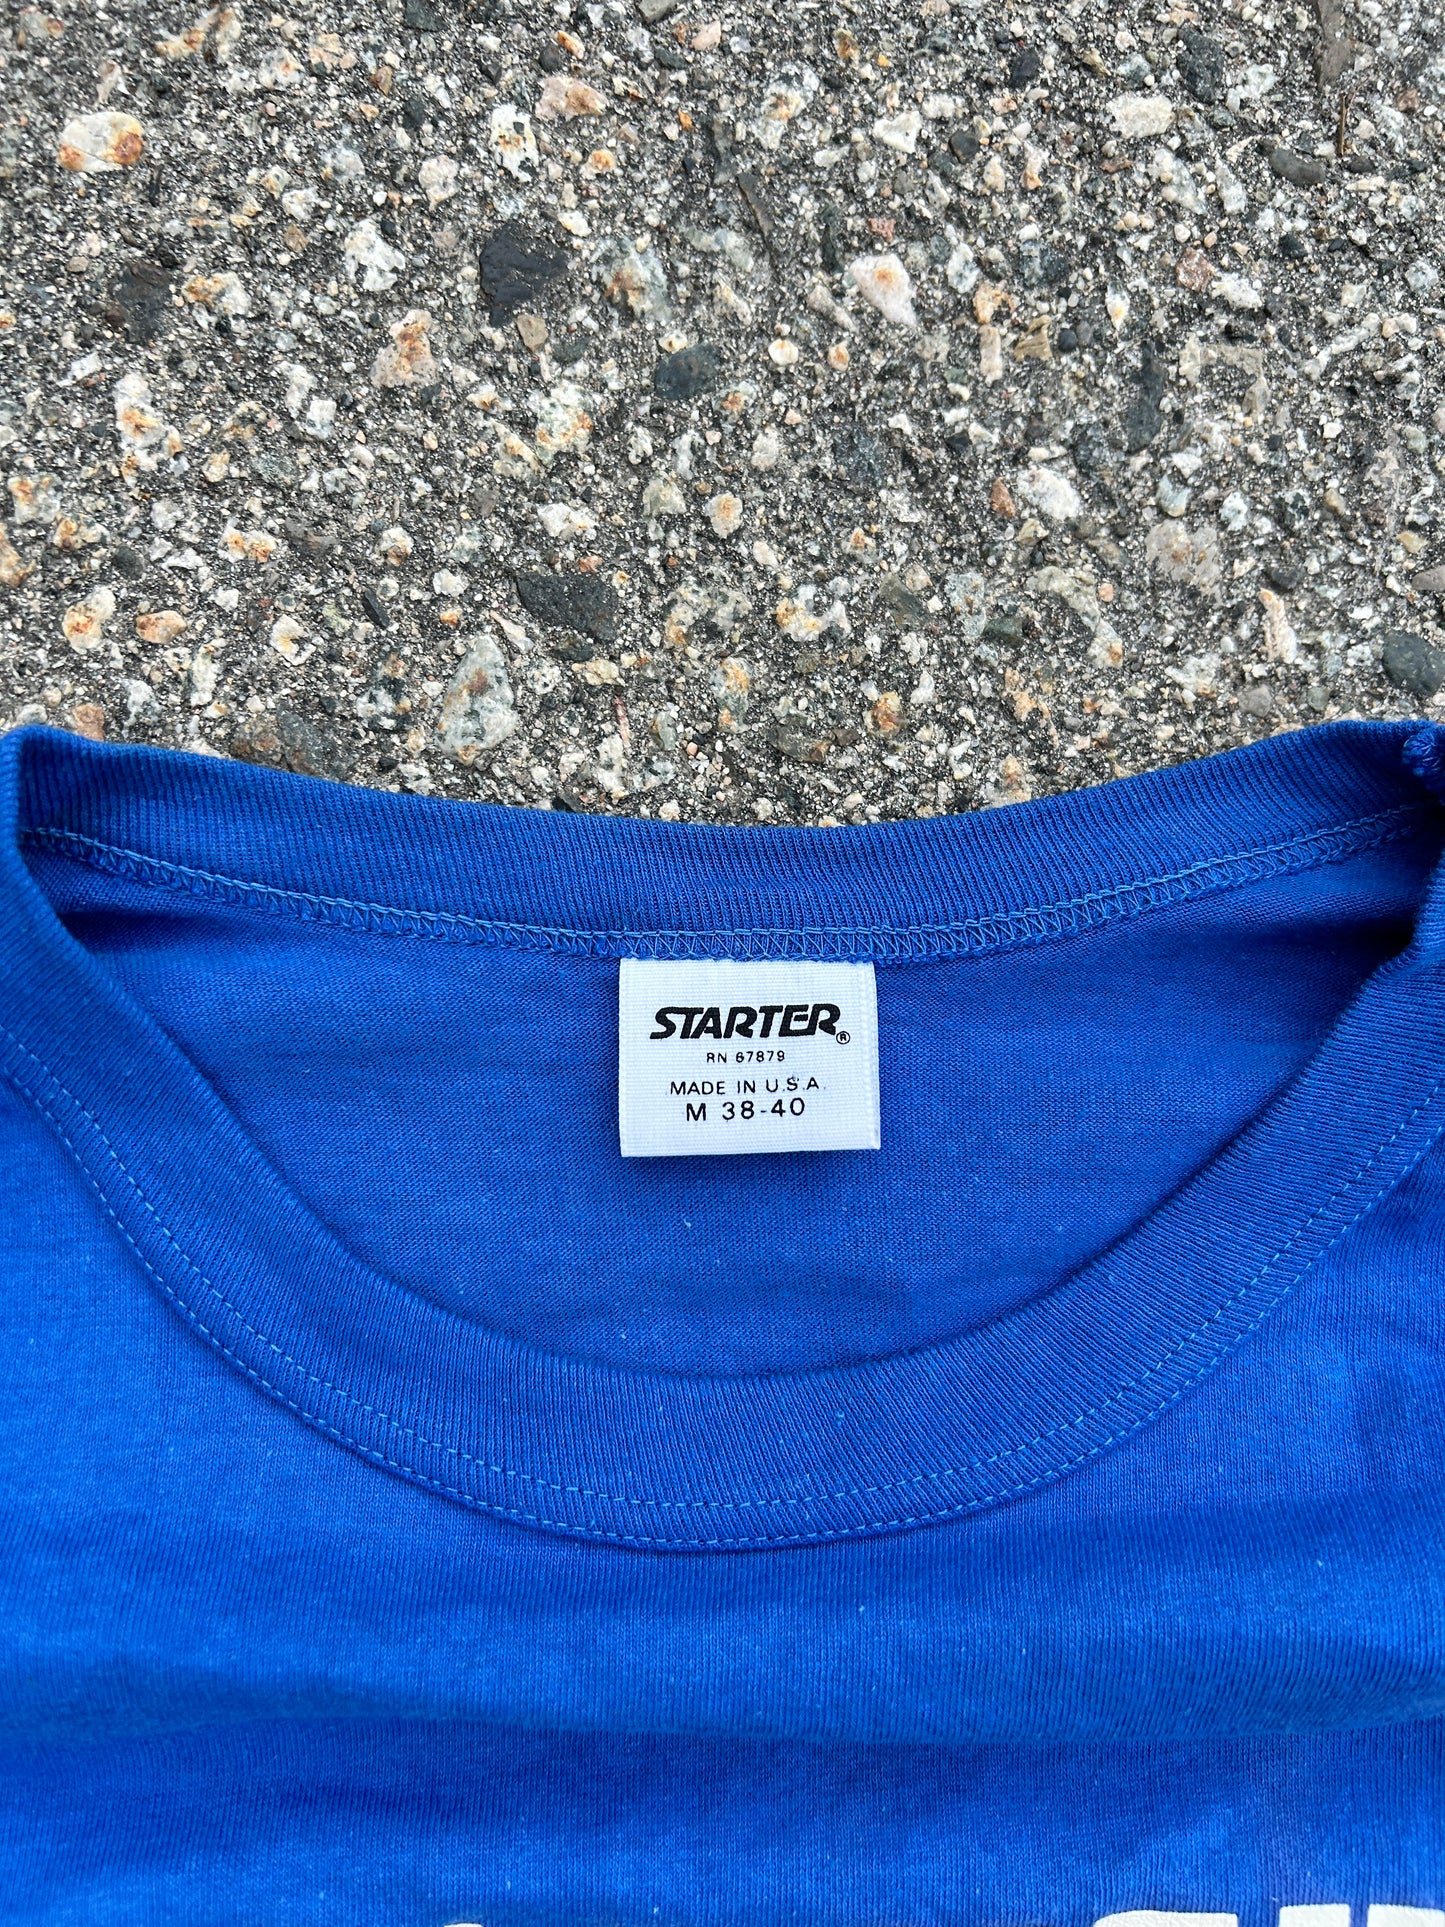 STARTER®
RN 67879
MADE IN U.S.A.
M 38-40